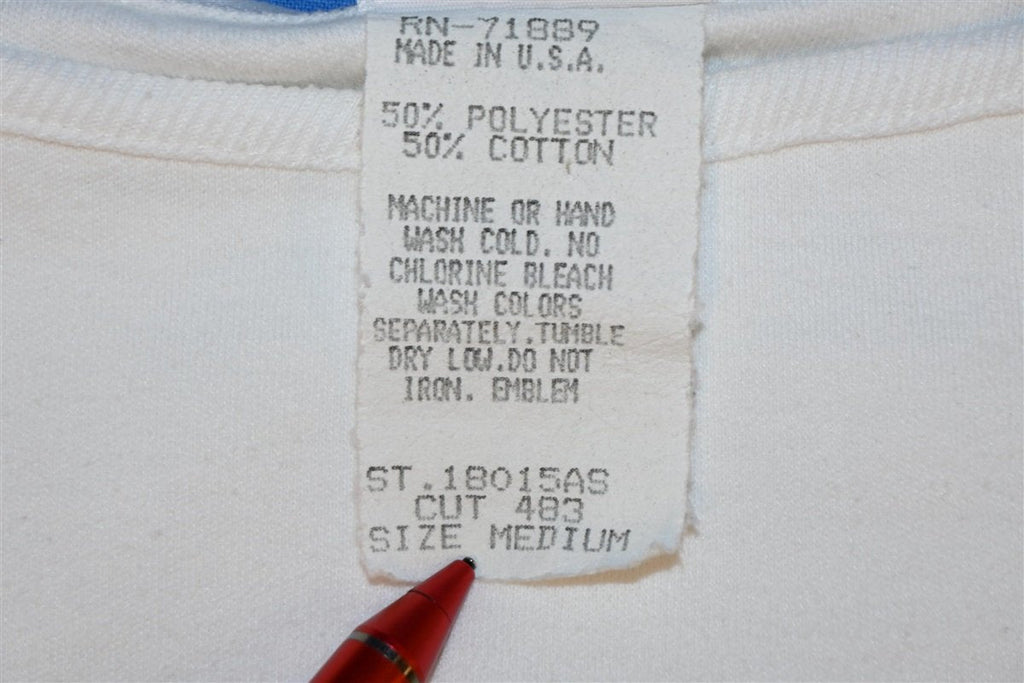 RN-71889
MADE IN U.S.A.
50% POLYESTER
50% COTTON
MACHINE OR HAND
WASH COLD. NO
CHLORINE BLEACH
WASH COLORS
SEPARATELY.TUMBLE
DRY LOW.DO NOT
IRON. EMBLEM
ST.18015AS
CUT 483
SIZE MEDIUM